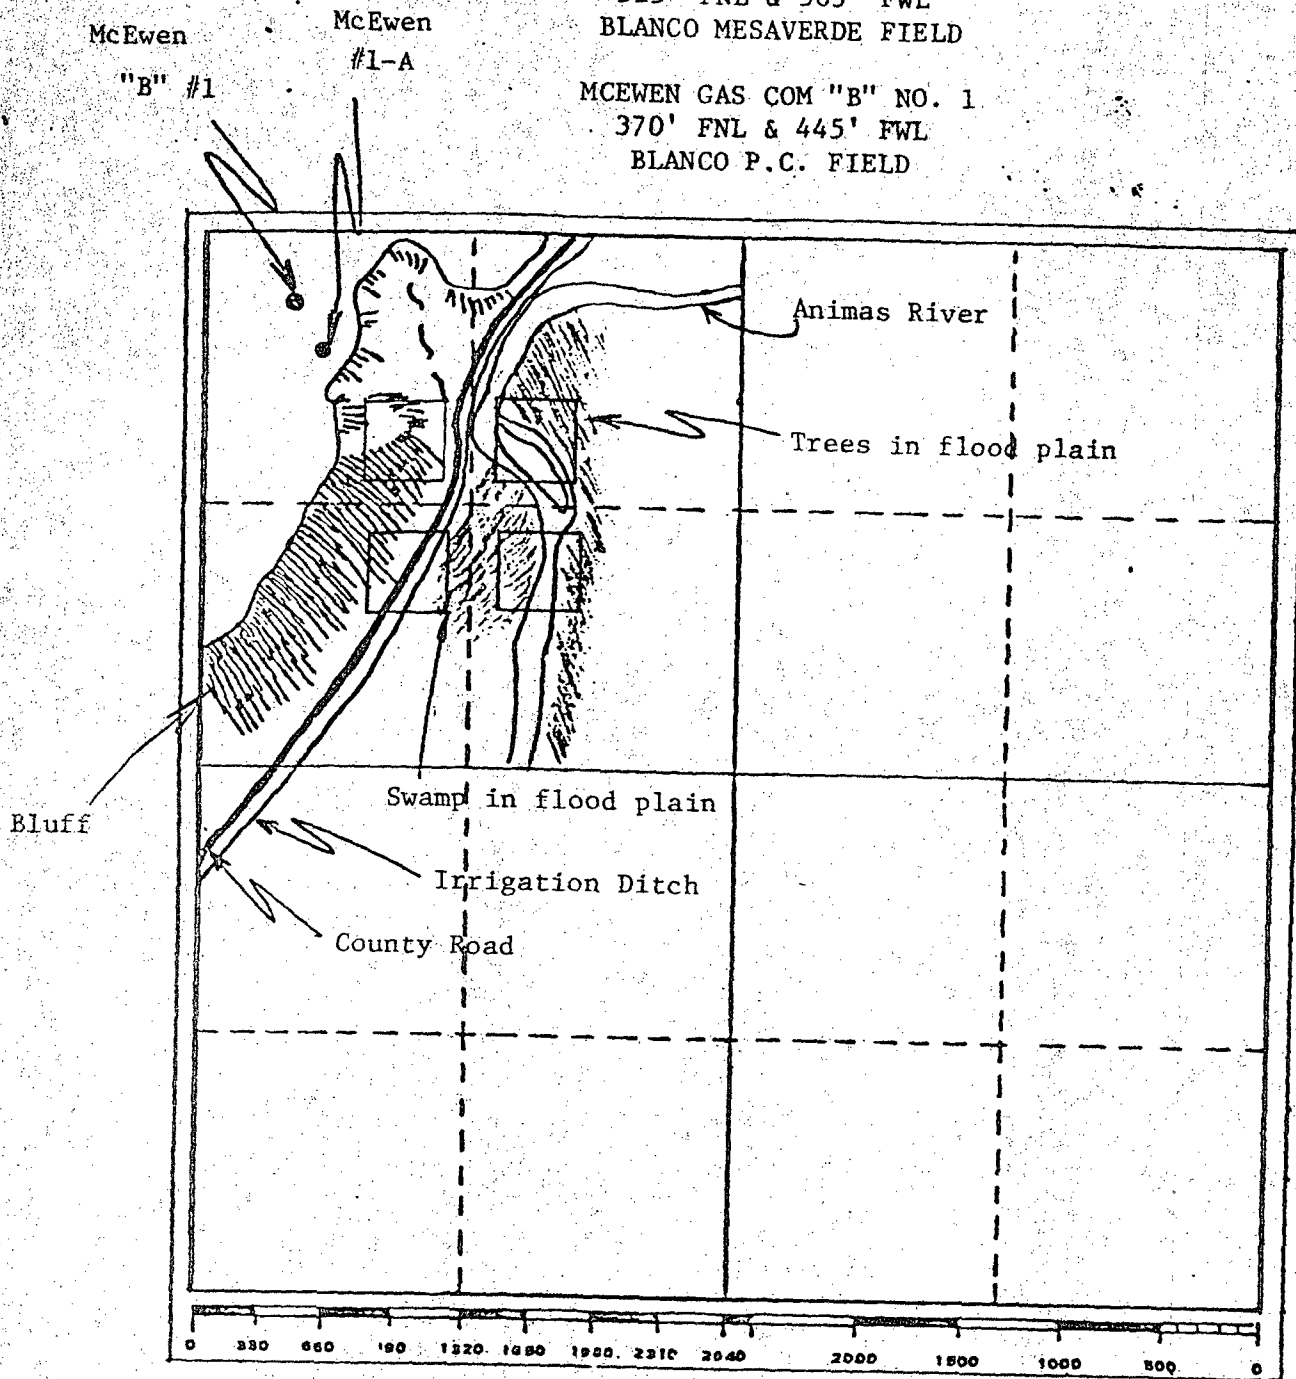 BLANCO MESAVERDE FIELD
McEwen
"B" #1
McEwen
#1-A
MCEWEN GAS COM "B" NO. 1
370' FNL & 445' FWL
BLANCO P.C. FIELD
Animas River
Trees in flood plain
Swamp in flood plain
Bluff
Irrigation Ditch
County Road
0 330 660 190 1320. 1650 1980. 2310 2640 2000 1500 1000 500. 0